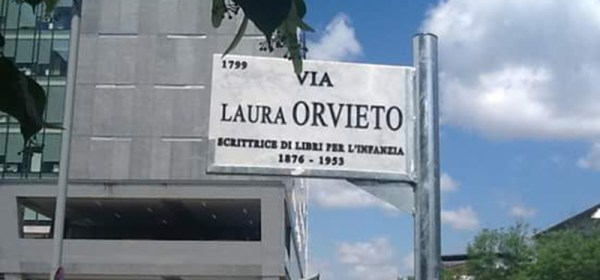 1799
VIA
LAURA ORVIETO
SCRITTRICE DI LIBRI PER L'INFANZIA
1876 - 1953